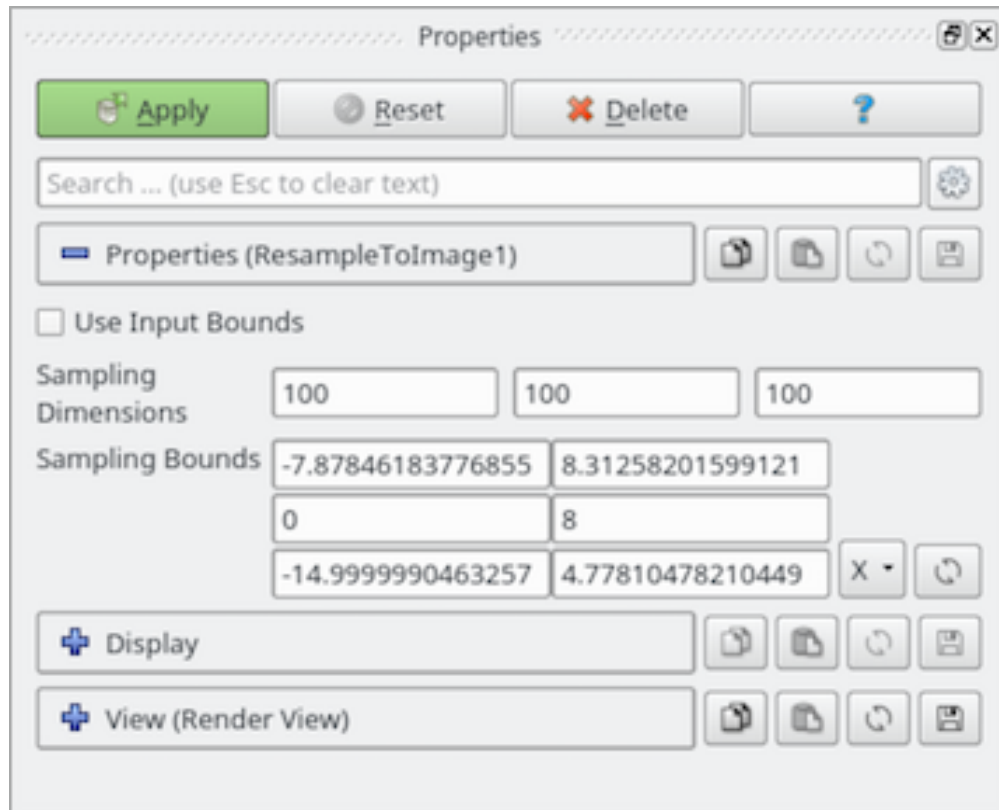 Properties
Apply Reset Delete ?
Search ... (use Esc to clear text)
Properties (ResampleToImage1)
Use Input Bounds
Sampling
Dimensions
100 100 100
Sampling Bounds -7.87846183776855 8.31258201599121
0 8
-14.9999990463257 4.77810478210449 X
Display
View (Render View)